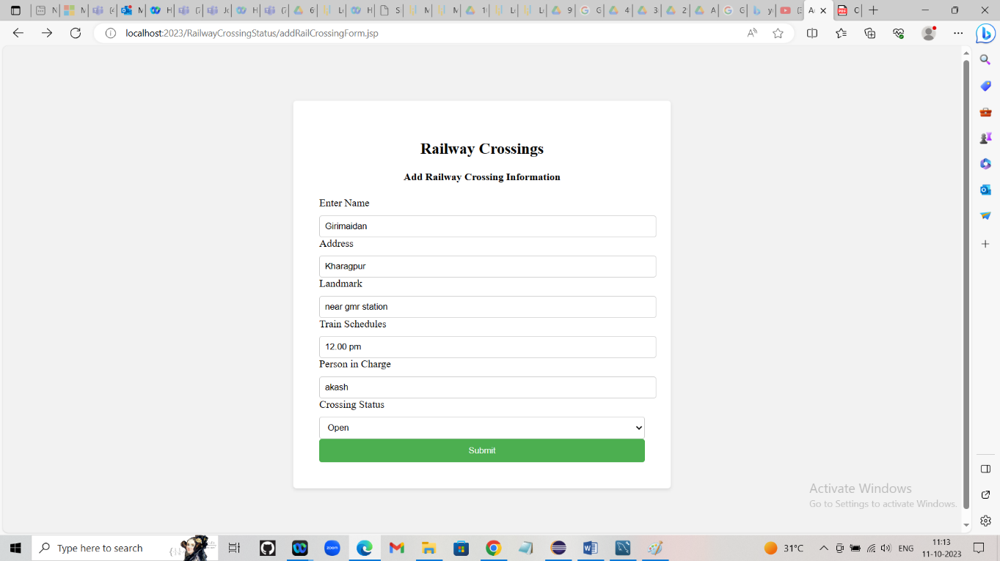 localhost:2023/RailwayCrossingStatus/addRailCrossingForm.jsp
Railway Crossings
Add Railway Crossing Information
Enter Name
Girimaidan
Address
Kharagpur
Landmark
near gmr station
Train Schedules
12.00 pm
Person in Charge
akash
Crossing Status
Open
Submit
Activate Windows
Go to Settings to activate Windows.
Type here to search
zoom
31°C
ENG
11:13
11-10-2023